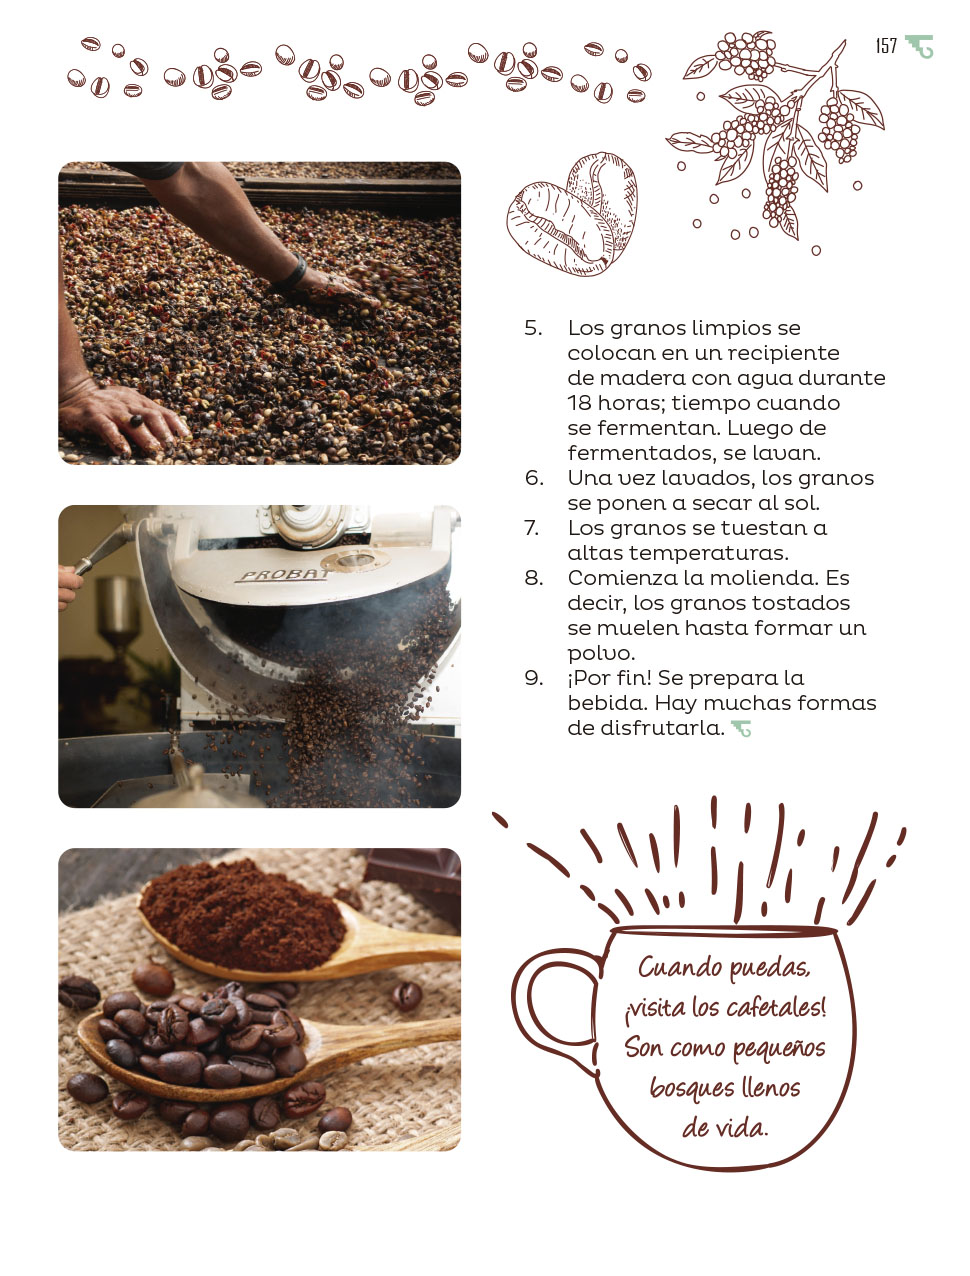 157
PROBAT
5. Los granos limpios se
colocan en un recipiente
de madera con agua durante
18 horas; tiempo cuando
se fermentan. Luego de
fermentados, se lavan.
6. Una vez lavados, los granos
se ponen a secar al sol.
7. Los granos se tuestan a
altas temperaturas.
8. Comienza la molienda. Es
decir, los granos tostados
se muelen hasta formar un
polvo.
9. ¡Por fin! Se prepara la
bebida. Hay muchas formas
de disfrutarla.
Cuando puedas,
¡visita los cafetales!
Son como pequeños
bosques llenos
de vida.